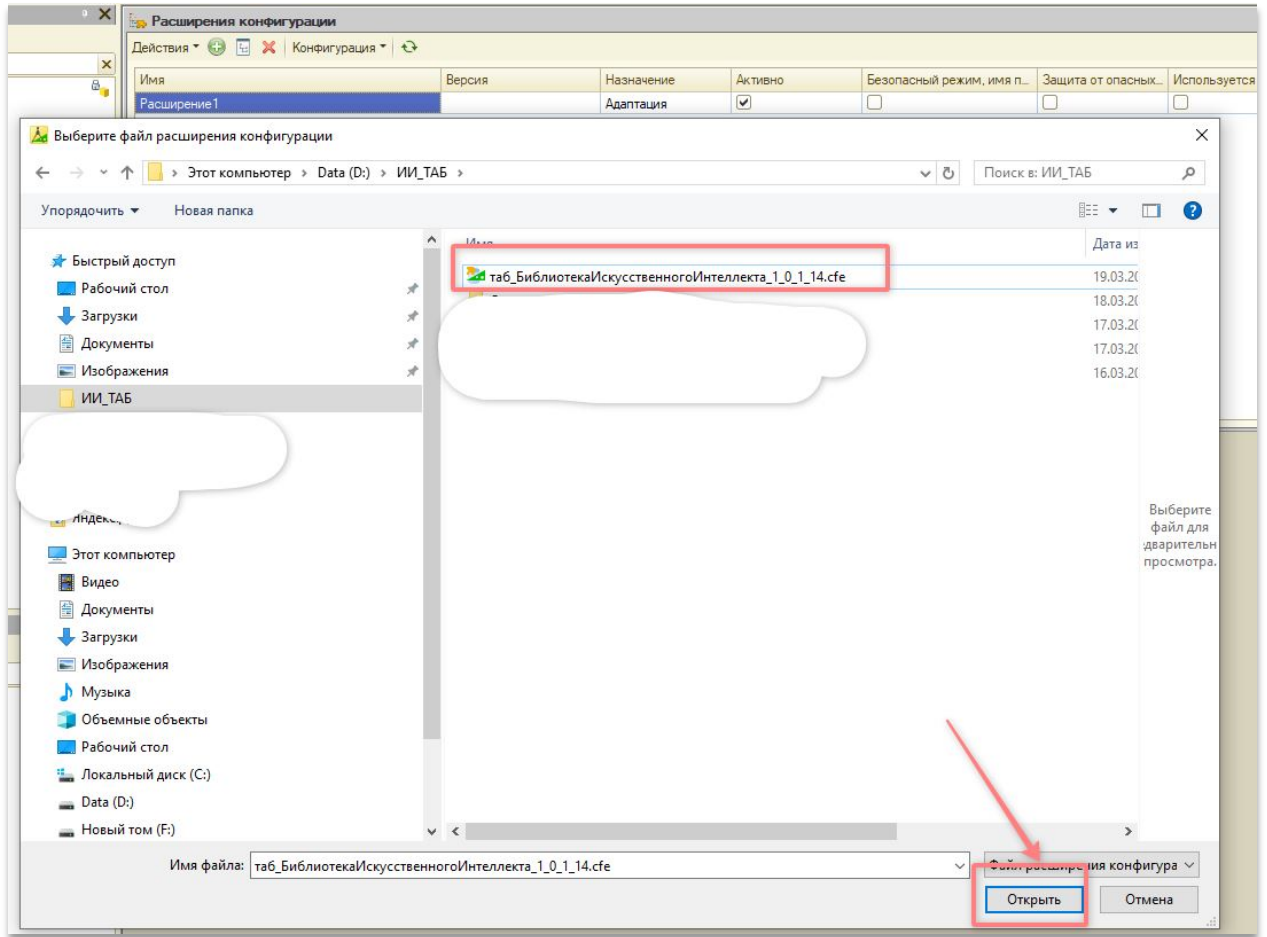 Расширения конфигурации
Действия Конфигурация
Имя Версия Назначение Активно Безопасный режим, имя п... Защита от опасных... Используется
Расширение1 Адаптация
Выберите файл расширения конфигурации
Этот компьютер > Data (D:) > ИИ_ТАБ >
Поиск в: ИИ_ТАБ
Упорядочить Новая папка
Имя Дата из
Быстрый доступ
таб_БиблиотекаИскусственногоИнтеллекта_1_0_1_14.cfe 19.03.20
Рабочий стол
18.03.20
Загрузки
17.03.20
Документы
17.03.20
Изображения
16.03.20
ИИ_ТАБ
Этот компьютер
Видео
Документы
Загрузки
Изображения
Музыка
Объемные объекты
Рабочий стол
Локальный диск (C:)
Data (D:)
Новый том (F:)
Выберите
файл для
дварительн
просмотра.
Имя файла: таб_БиблиотекаИскусственногоИнтеллекта_1_0_1_14.cfe
Файл расширения конфигура
Открыть Отмена